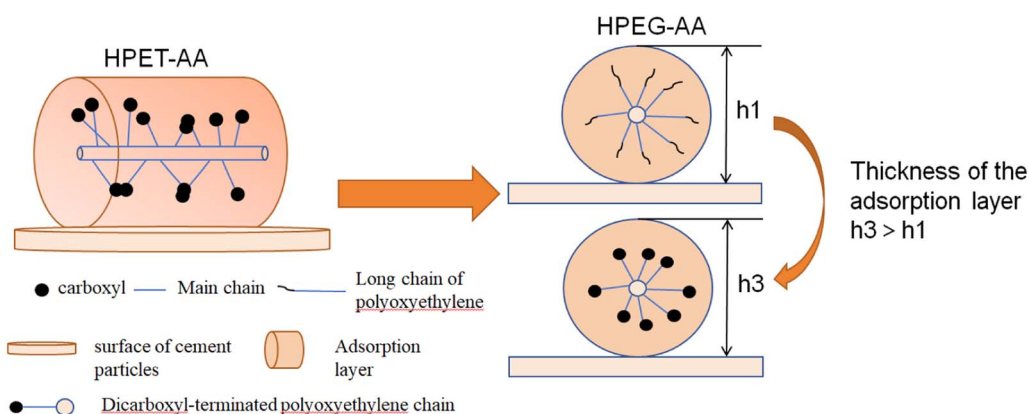 HPET-AA
HPEG-AA
h1
h3
Thickness of the
adsorption layer
h3 > h1
carboxyl
Main chain
Long chain of
polyoxyethylene
surface of cement
particles
Adsorption
layer
Dicarboxyl-terminated polyoxyethylene chain